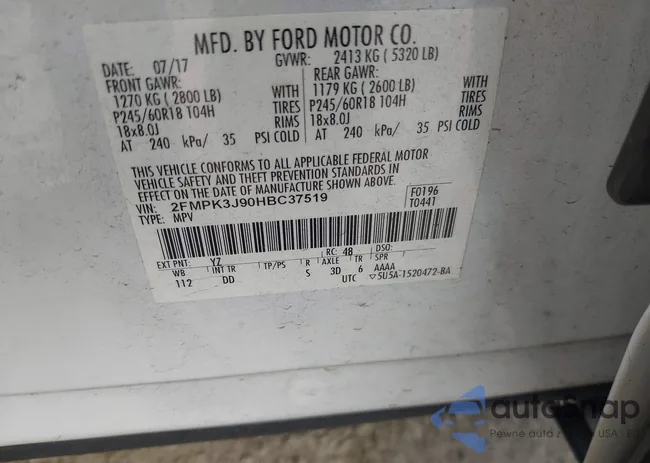 MFD. BY FORD MOTOR CO.
DATE: 07/17 GVWR: 2413 KG ( 5320 LB)
FRONT GAWR: REAR GAWR:
1270 KG ( 2800 LB) WITH 1179 KG ( 2600 LB) WITH
P245/60R18 104H TIRES P245/60R18 104H TIRES
18x8.0J RIMS 18x8.0J RIMS
AT 240 kPa/ 35 PSI COLD AT 240 kPa/ 35 PSI COLD
THIS VEHICLE CONFORMS TO ALL APPLICABLE FEDERAL MOTOR
VEHICLE SAFETY AND THEFT PREVENTION STANDARDS IN
EFFECT ON THE DATE OF MANUFACTURE SHOWN ABOVE.
VIN: 2FMPK3J90HBC37519 F0196
TYPE: MPV T0441
EXT PNT: YZ RC: 48 DSO:
WB INT TR TP/PS R AXLE TR SPR
112 DD S 3D 6 AAAA
UTC ▽5U5A-1520472-BA
autoSnap
Pewne auto z USA